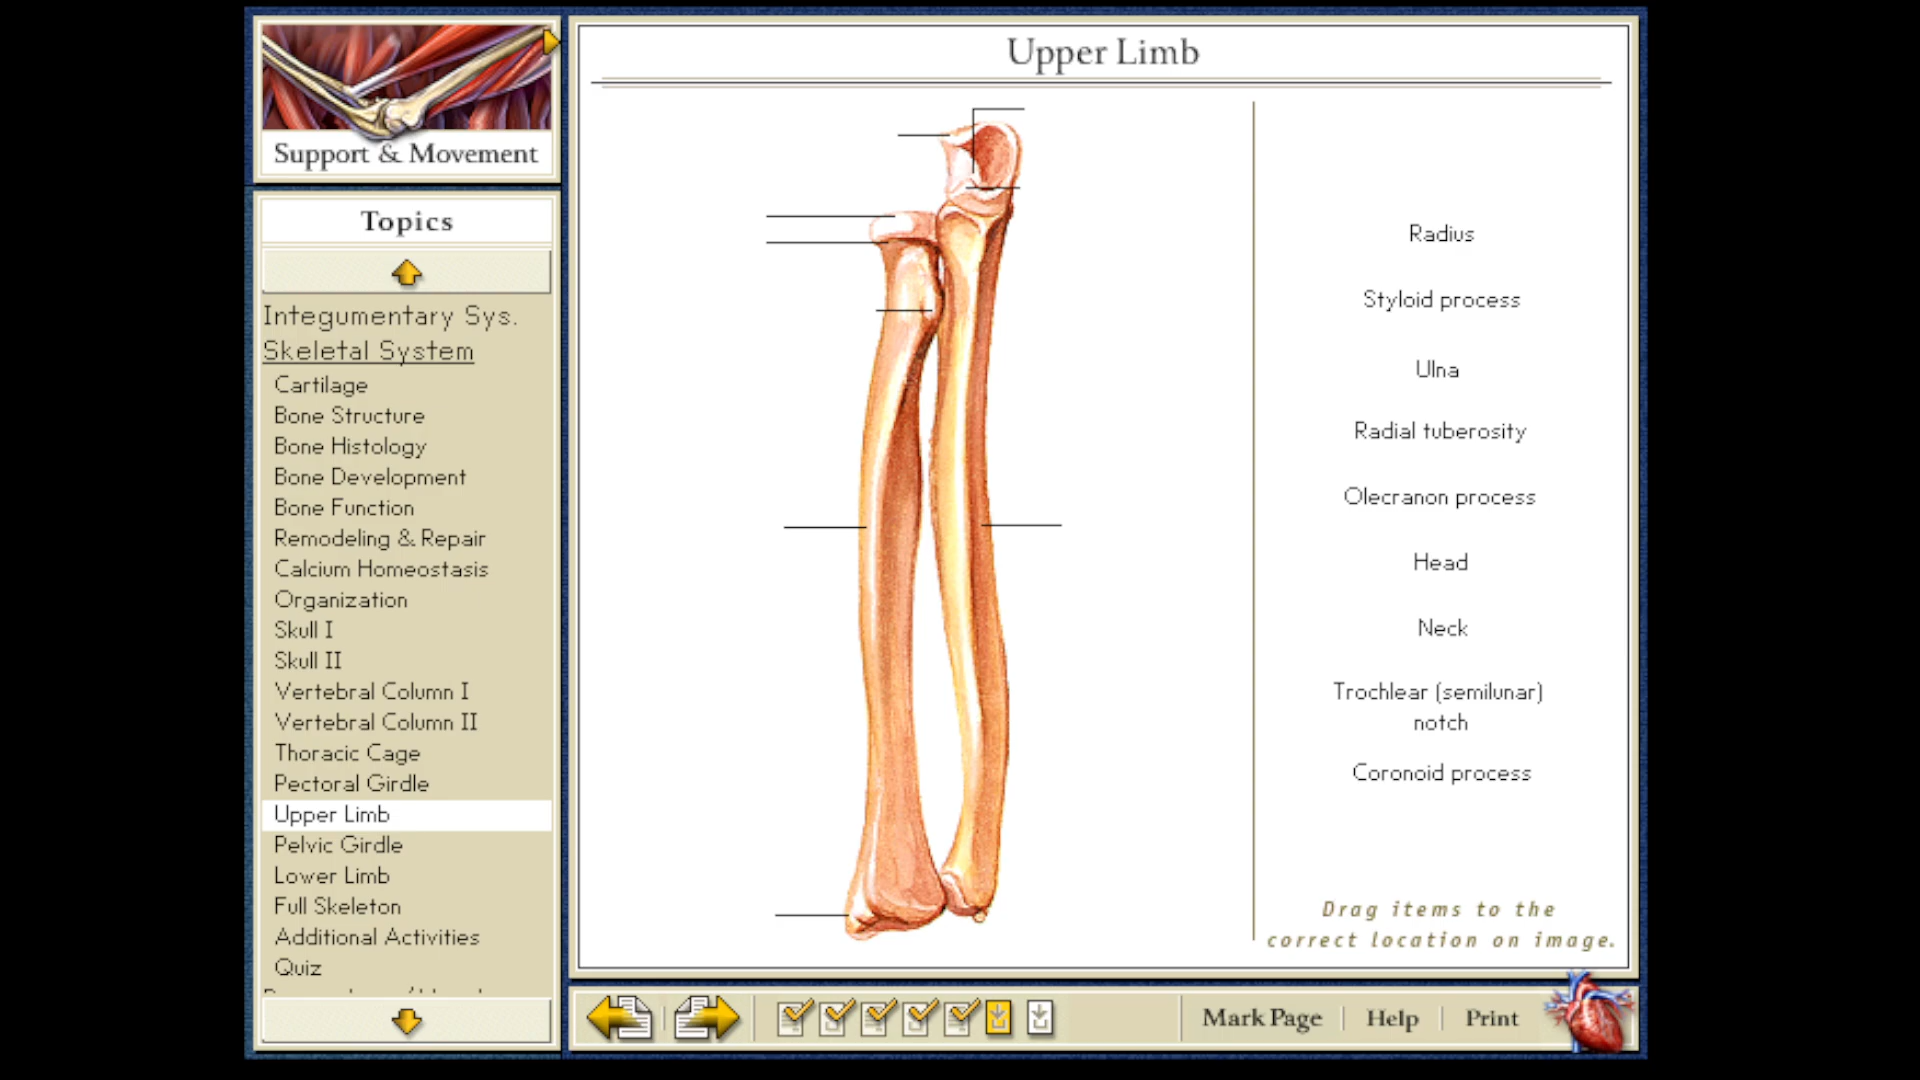 Support & Movement
Topics
Integumentary Sys.
Skeletal System
Cartilage
Bone Structure
Bone Histology
Bone Development
Bone Function
Remodeling & Repair
Calcium Homeostasis
Organization
Skull I
Skull II
Vertebral Column I
Vertebral Column II
Thoracic Cage
Pectoral Girdle
Upper Limb
Pelvic Girdle
Lower Limb
Full Skeleton
Additional Activities
Quiz
Upper Limb
Radius
Styloid process
Ulna
Radial tuberosity
Olecranon process
Head
Neck
Trochlear (semilunar)
notch
Coronoid process
Drag items to the
correct location on image.
Mark Page
Help
Print